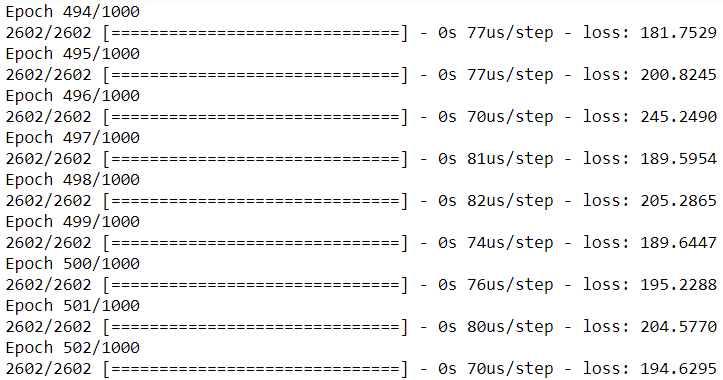 Epoch 494/1000
2602/2602 [==============================] - 0s 77us/step - loss: 181.7529
Epoch 495/1000
2602/2602 [==============================] - 0s 77us/step - loss: 200.8245
Epoch 496/1000
2602/2602 [==============================] - 0s 70us/step - loss: 245.2490
Epoch 497/1000
2602/2602 [==============================] - 0s 81us/step - loss: 189.5954
Epoch 498/1000
2602/2602 [==============================] - 0s 82us/step - loss: 205.2865
Epoch 499/1000
2602/2602 [==============================] - 0s 74us/step - loss: 189.6447
Epoch 500/1000
2602/2602 [==============================] - 0s 76us/step - loss: 195.2288
Epoch 501/1000
2602/2602 [==============================] - 0s 80us/step - loss: 204.5770
Epoch 502/1000
2602/2602 [==============================] - 0s 70us/step - loss: 194.6295